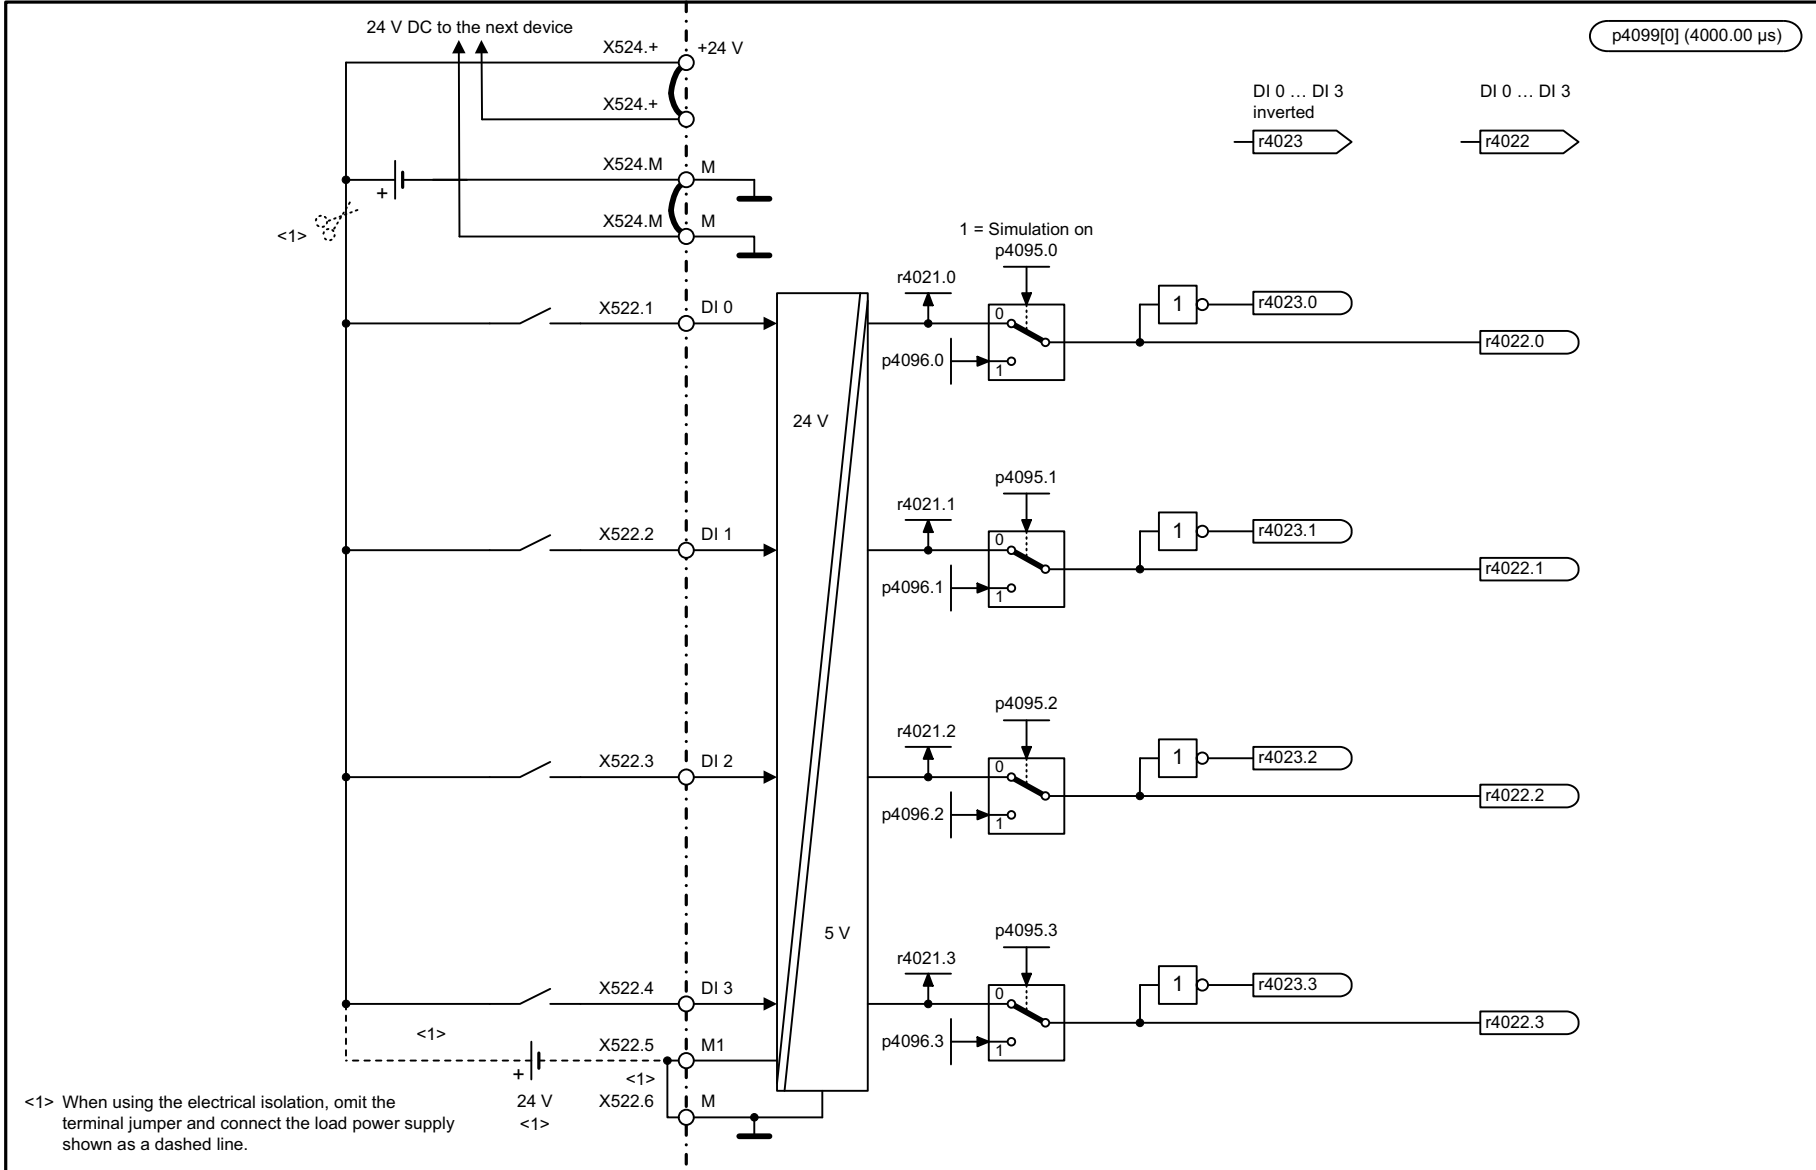 24 V DC to the next device
X524.+
+24 V
p4099[0] (4000.00 µs)
X524.+
DI 0 … DI 3
inverted
r4023
DI 0 … DI 3
r4022
X524.M
M
+
X524.M
M
<1>
1 = Simulation on
p4095.0
r4021.0
X522.1
DI 0
0
1
r4023.0
r4022.0
p4096.0
1
24 V
p4095.1
r4021.1
X522.2
DI 1
0
1
r4023.1
r4022.1
p4096.1
1
p4095.2
r4021.2
X522.3
DI 2
0
1
r4023.2
r4022.2
p4096.2
1
5 V
p4095.3
r4021.3
X522.4
DI 3
0
1
r4023.3
r4022.3
p4096.3
1
<1>
X522.5
M1
+
<1>
24 V
<1>
X522.6
M
<1> When using the electrical isolation, omit the
terminal jumper and connect the load power supply
shown as a dashed line.